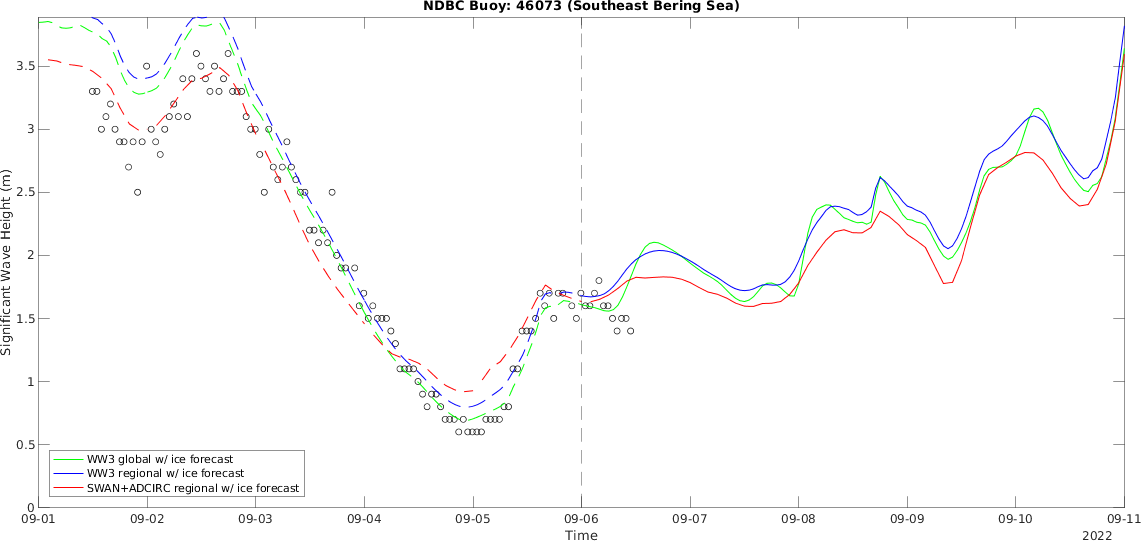 NDBC Buoy: 46073 (Southeast Bering Sea)
Significant Wave Height (m)
3.5
3
2.5
2
1.5
1
0.5
0
WW3 global w/ ice forecast
WW3 regional w/ ice forecast
SWAN+ADCIRC regional w/ ice forecast
09-01 09-02 09-03 09-04 09-05 09-06 09-07 09-08 09-09 09-10 09-11
Time
2022